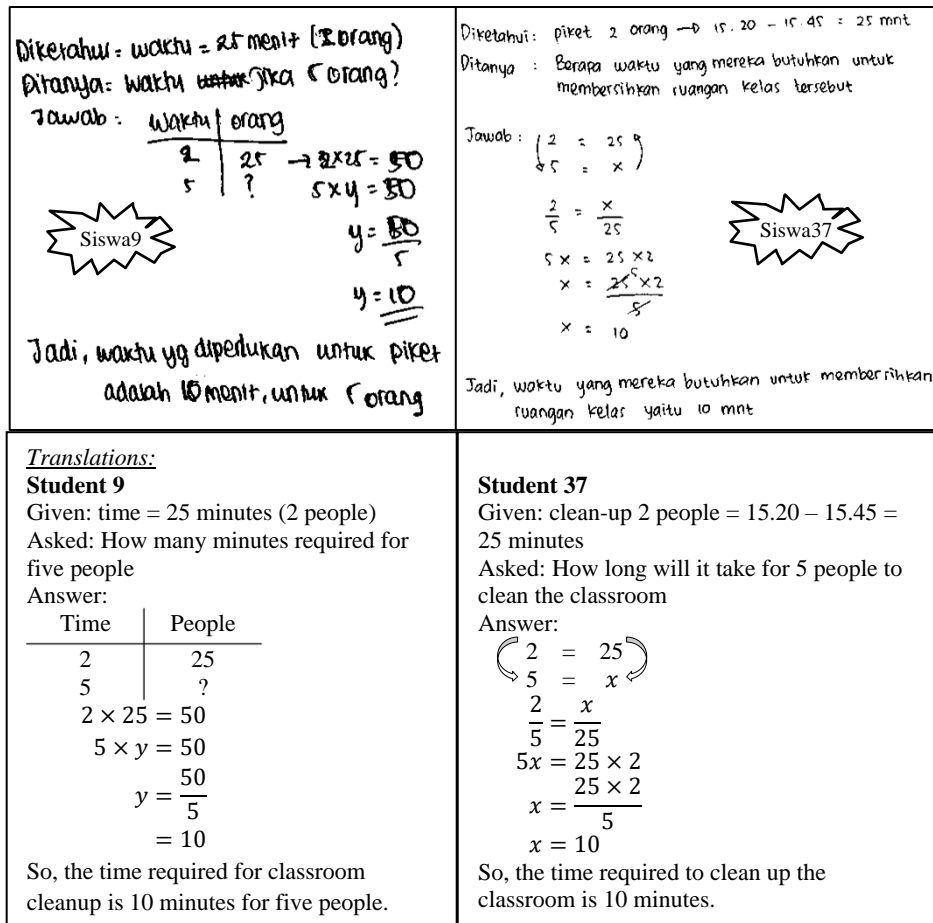 Diketahui = waktu = 25 menit (2 orang)
Ditanya = waktu jika 5 orang?
Jawab :
waktu | orang
2 | 25 → 2x25 = 50
5 | ? 5 x y = 50
y = 50/5
y = 10
Siswa9
Jadi, waktu yg diperlukan untuk piket
adalah 10 menit, untuk 5 orang
Diketahui : piket 2 orang → 15.20 - 15.45 = 25 mnt
Ditanya : Berapa waktu yang mereka butuhkan untuk
membersihkan ruangan kelas tersebut
Jawab : 2 = 25
5 = x
2/5 = x/25
5x = 25 x 2
x = 25 x 2 / 5
x = 10
Siswa37
Jadi, waktu yang mereka butuhkan untuk membersihkan
ruangan kelas yaitu 10 mnt
Translations:
Student 9
Given: time = 25 minutes (2 people)
Asked: How many minutes required for
five people
Answer:
Time | People
2 | 25
5 | ?
2 × 25 = 50
5 × y = 50
y = 50/5
= 10
So, the time required for classroom
cleanup is 10 minutes for five people.
Student 37
Given: clean-up 2 people = 15.20 – 15.45 =
25 minutes
Asked: How long will it take for 5 people to
clean the classroom
Answer:
2 = 25
5 = x
2/5 = x/25
5x = 25 × 2
x = 25 × 2 / 5
x = 10
So, the time required to clean up the
classroom is 10 minutes.